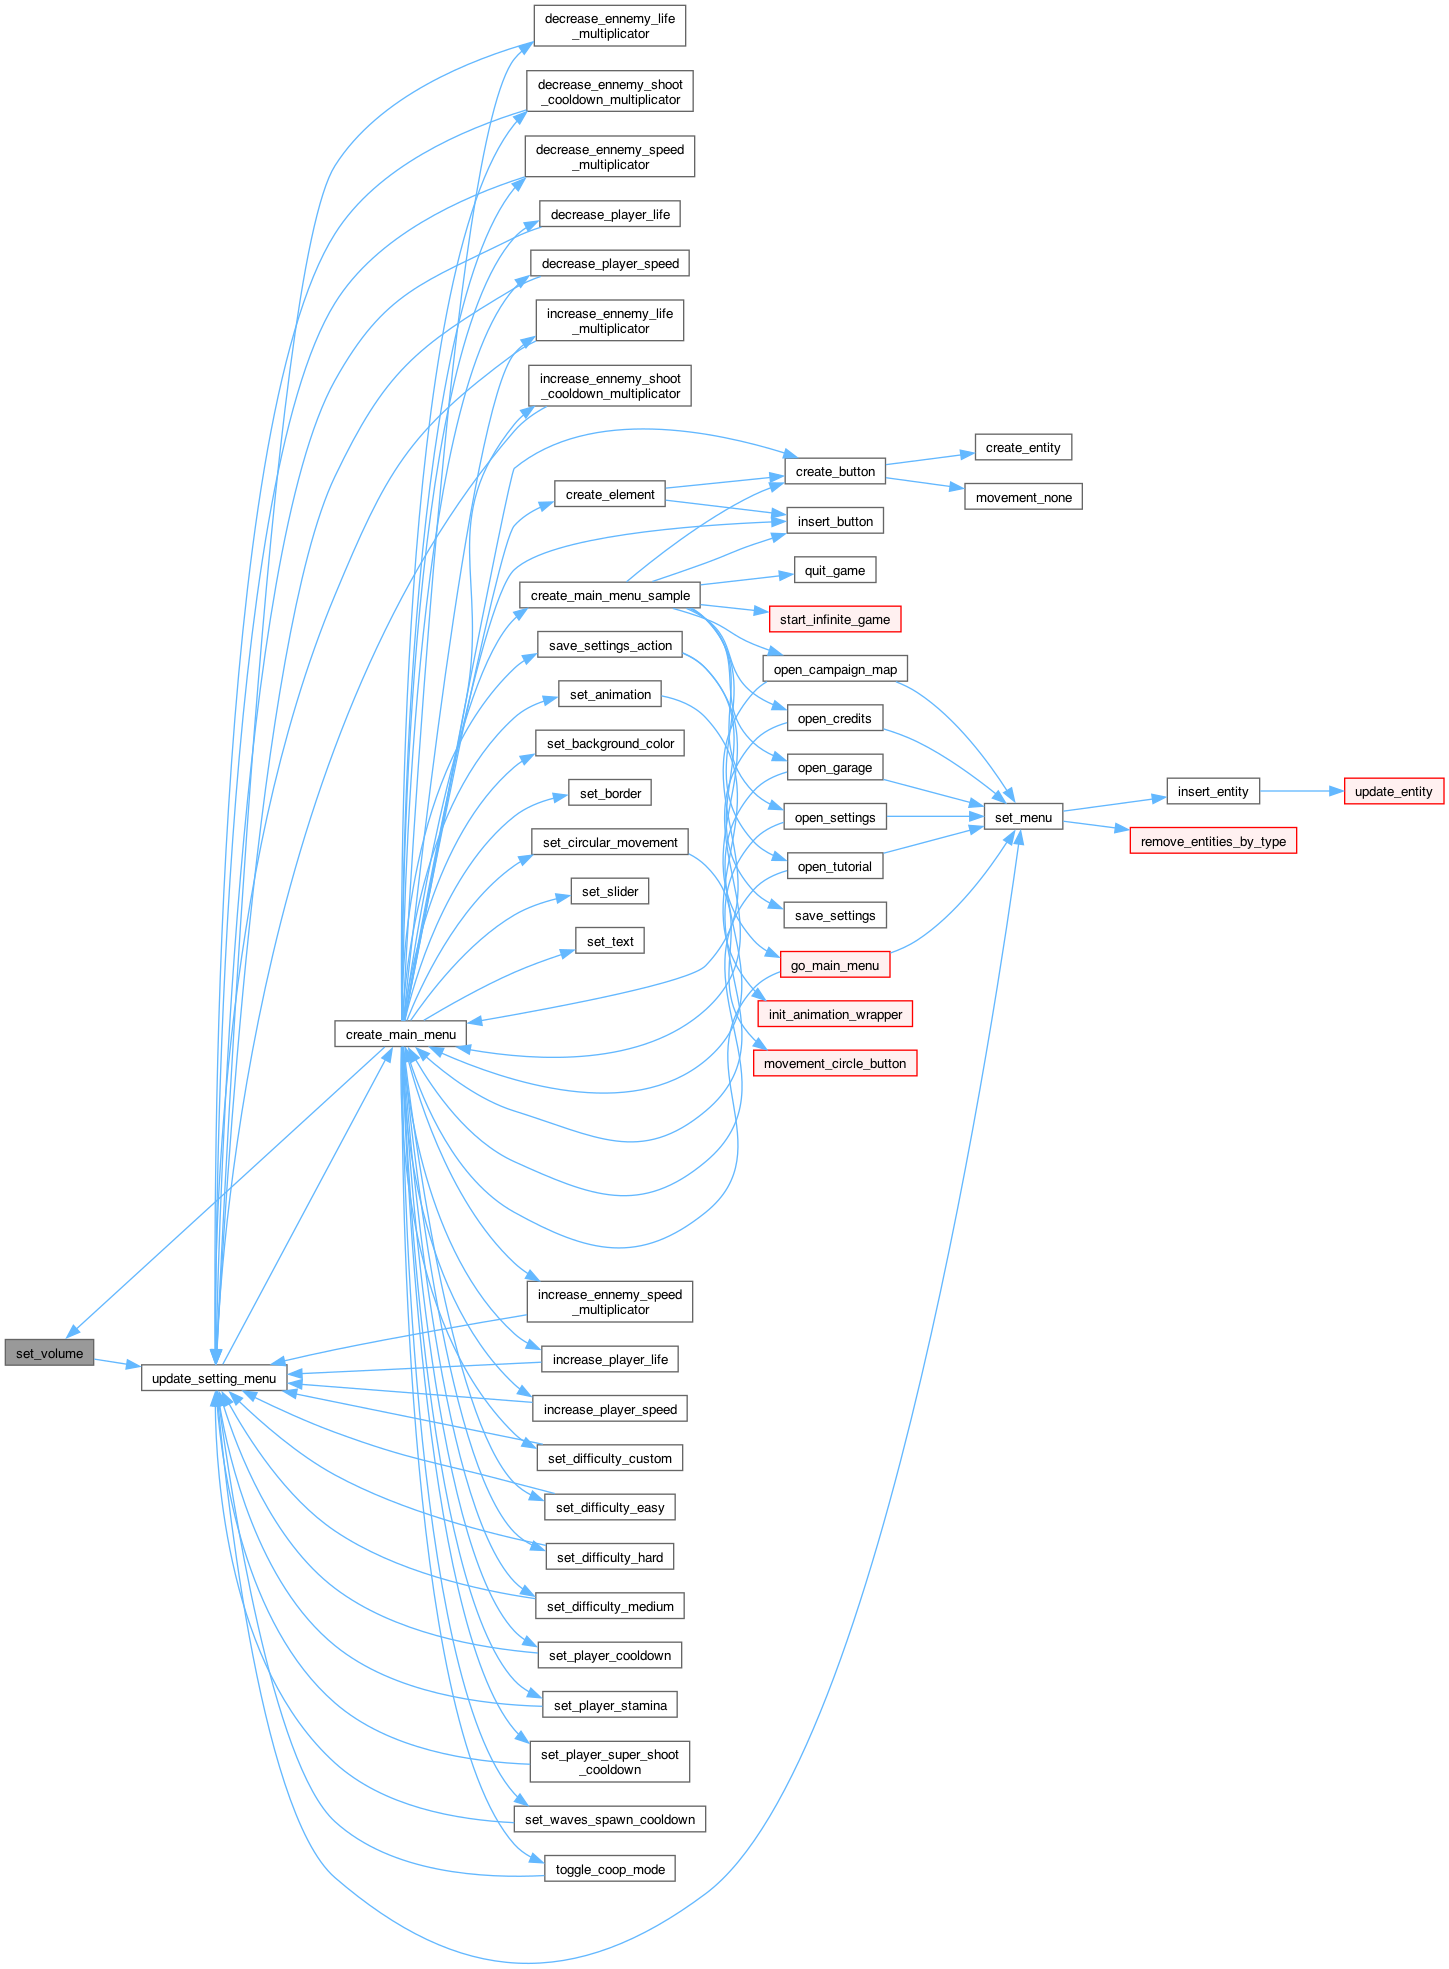 decrease_ennemy_life
_multiplicator
decrease_ennemy_shoot
_cooldown_multiplicator
decrease_ennemy_speed
_multiplicator
decrease_player_life
decrease_player_speed
increase_ennemy_life
_multiplicator
increase_ennemy_shoot
_cooldown_multiplicator
create_entity
create_button
create_element
movement_none
insert_button
quit_game
create_main_menu_sample
start_infinite_game
save_settings_action
open_campaign_map
set_animation
open_credits
set_background_color
open_garage
set_border
insert_entity
update_entity
open_settings
set_menu
set_circular_movement
remove_entities_by_type
open_tutorial
set_slider
save_settings
set_text
go_main_menu
init_animation_wrapper
create_main_menu
movement_circle_button
increase_ennemy_speed
_multiplicator
set_volume
increase_player_life
update_setting_menu
increase_player_speed
set_difficulty_custom
set_difficulty_easy
set_difficulty_hard
set_difficulty_medium
set_player_cooldown
set_player_stamina
set_player_super_shoot
_cooldown
set_waves_spawn_cooldown
toggle_coop_mode